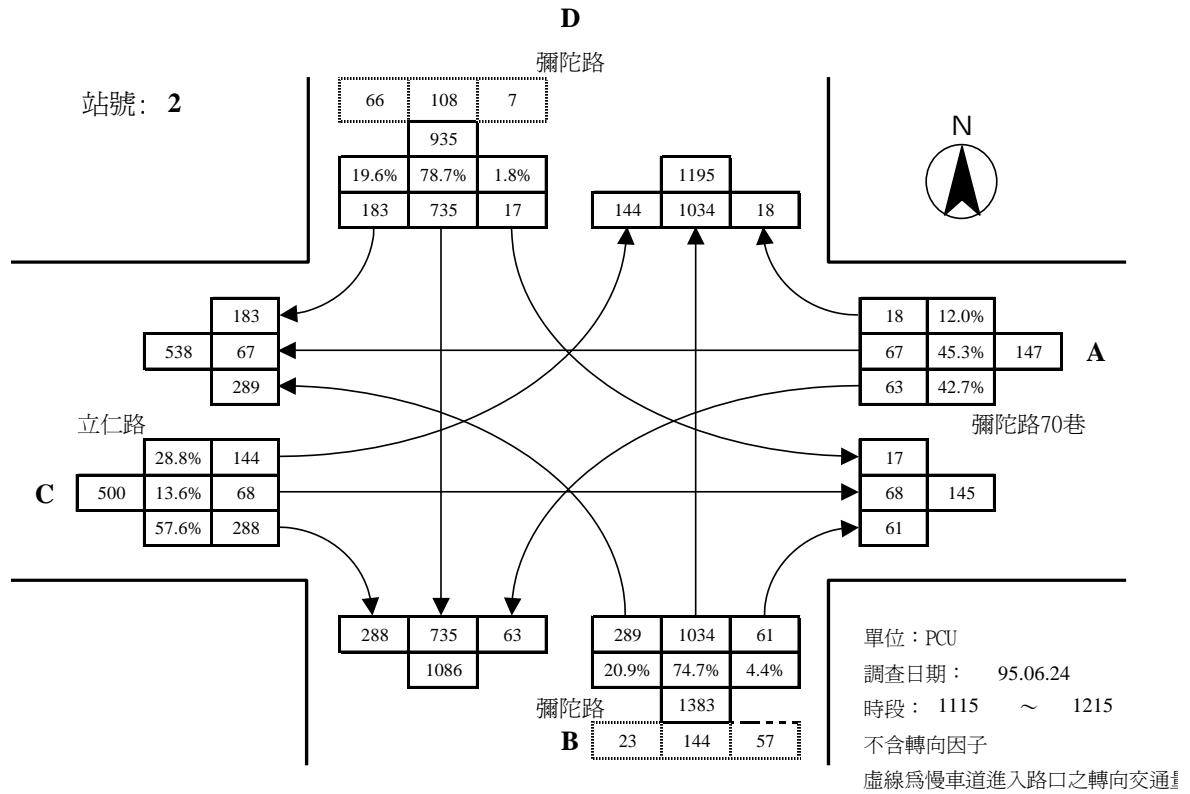 D
彌陀路
站號: 2
66 108 7
935
19.6% 78.7% 1.8%
183 735 17
1195
144 1034 18
N
183
538 67
289
18 12.0%
67 45.3% 147
63 42.7%
A
立仁路
彌陀路70巷
28.8% 144
C 500 13.6% 68
57.6% 288
17
68 145
61
288 735 63
1086
289 1034 61
20.9% 74.7% 4.4%
1383
彌陀路
B 23 144 57
單位：PCU
調查日期： 95.06.24
時段： 1115 ～ 1215
不含轉向因子
虛線為慢車道進入路口之轉向交通量